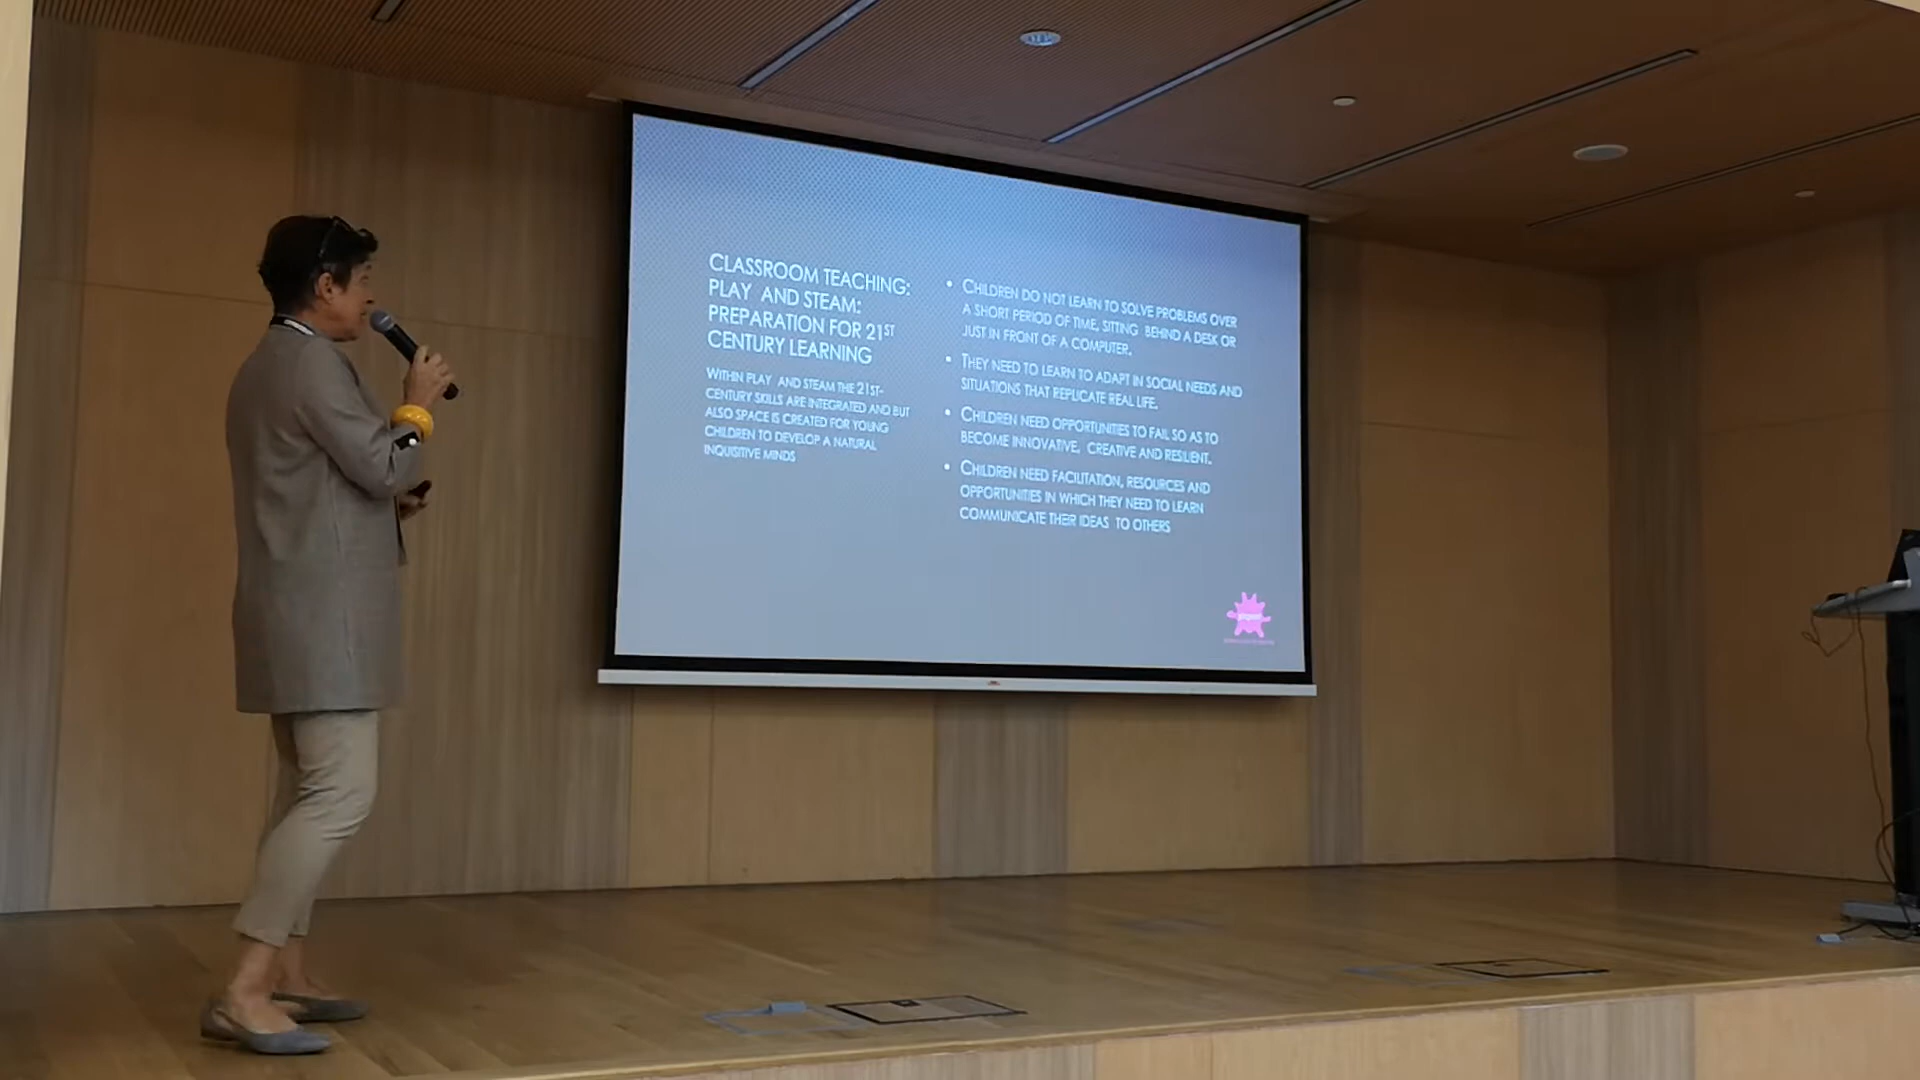 CLASSROOM TEACHING:
PLAY AND STEAM:
PREPARATION FOR 21ST
CENTURY LEARNING
WITHIN PLAY AND STEAM THE 21ST-
CENTURY SKILLS ARE INTEGRATED AND BUT
ALSO SPACE IS CREATED FOR YOUNG
CHILDREN TO DEVELOP A NATURAL
INQUISITIVE MINDS
• CHILDREN DO NOT LEARN TO SOLVE PROBLEMS OVER
A SHORT PERIOD OF TIME, SITTING BEHIND A DESK OR
JUST IN FRONT OF A COMPUTER.
• THEY NEED TO LEARN TO ADAPT IN SOCIAL NEEDS AND
SITUATIONS THAT REPLICATE REAL LIFE.
• CHILDREN NEED OPPORTUNITIES TO FAIL SO AS TO
BECOME INNOVATIVE, CREATIVE AND RESILIENT.
• CHILDREN NEED FACILITATION, RESOURCES AND
OPPORTUNITIES IN WHICH THEY NEED TO LEARN
COMMUNICATE THEIR IDEAS TO OTHERS